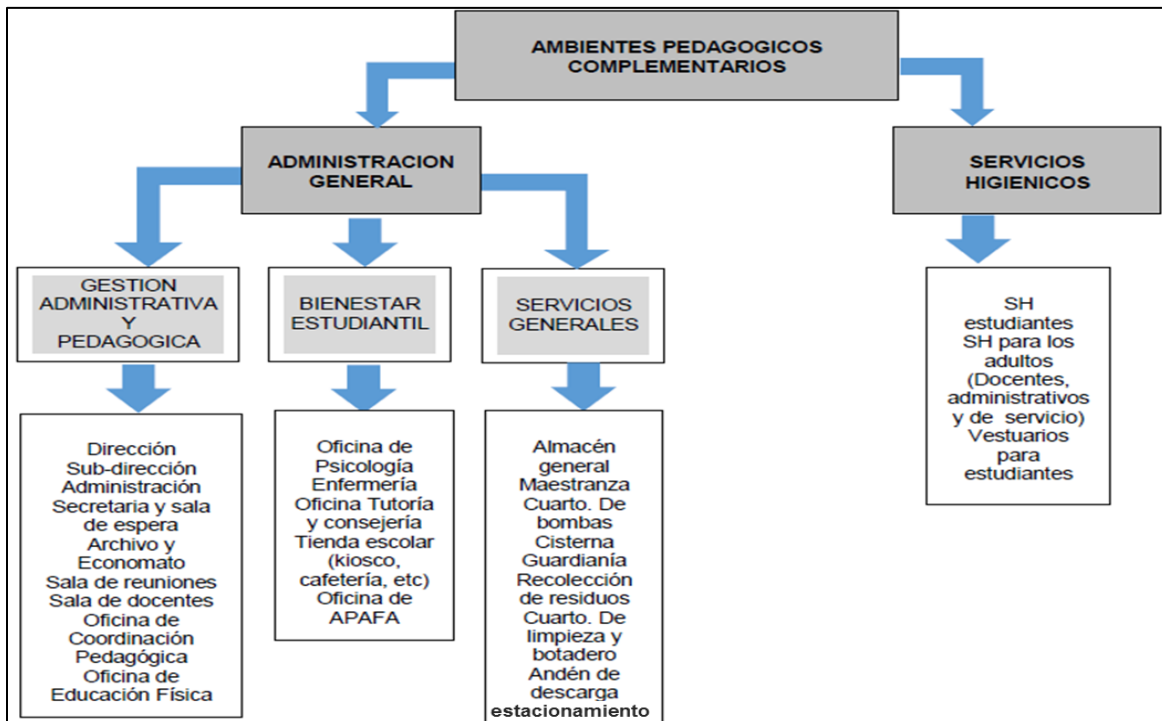 AMBIENTES PEDAGOGICOS
COMPLEMENTARIOS
ADMINISTRACION
GENERAL
SERVICIOS
HIGIENICOS
GESTION
ADMINISTRATIVA
Y
PEDAGOGICA
BIENESTAR
ESTUDIANTIL
SERVICIOS
GENERALES
Dirección
Sub-dirección
Administración
Secretaria y sala
de espera
Archivo y
Economato
Sala de reuniones
Sala de docentes
Oficina de
Coordinación
Pedagógica
Oficina de
Educación Física
Oficina de
Psicología
Enfermería
Oficina Tutoría
y consejería
Tienda escolar
(kiosco,
cafetería, etc)
Oficina de
APAFA
Almacén
general
Maestranza
Cuarto. De
bombas
Cisterna
Guardianía
Recolección
de residuos
Cuarto. De
limpieza y
botadero
Andén de
descarga
estacionamiento
SH
estudiantes
SH para los
adultos
(Docentes,
administrativos
y de servicio)
Vestuarios
para
estudiantes